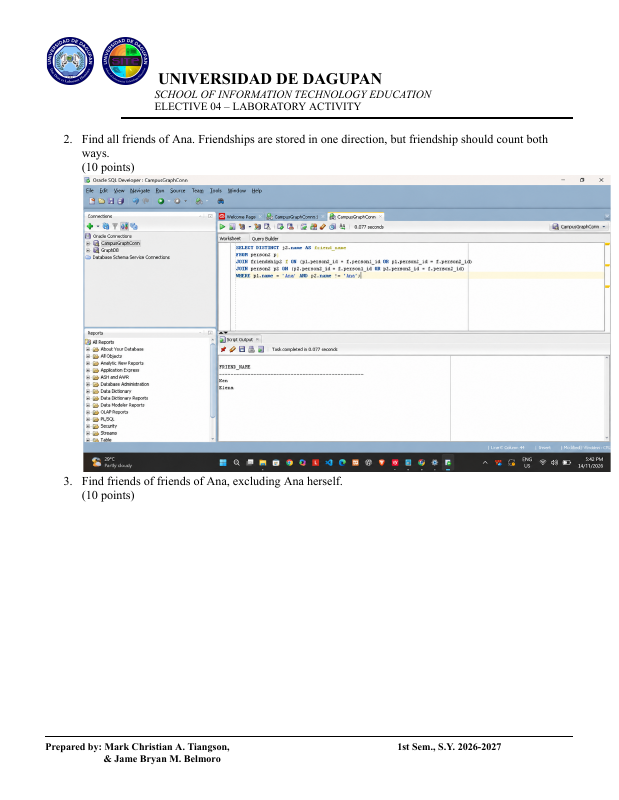 UNIVERSIDAD DE DAGUPAN
SCHOOL OF INFORMATION TECHNOLOGY EDUCATION
ELECTIVE 04 – LABORATORY ACTIVITY
2. Find all friends of Ana. Friendships are stored in one direction, but friendship should count both
ways.
(10 points)
Oracle SQL Developer : CampusGraphConn
File Edit View Navigate Run Source Team Tools Window Help
Connections
Oracle Connections
CampusGraphConn
GraphDB
Database Schema Service Connections
Welcome Page
CampusGraphConn
CampusGraphConn
0.077 seconds
CampusGraphConn
Worksheet Query Builder
SELECT DISTINCT p2.name AS friend_name
FROM person2 p
JOIN friendship2 f ON (p1.person2_id = f.person1_id OR p1.person2_id = f.person2_id)
JOIN person2 p2 ON (p2.person2_id = f.person1_id OR p2.person2_id = f.person2_id)
WHERE p1.name = 'Ana' AND p2.name != 'Ana';
Reports
All Reports
About Your Database
All Objects
Analytic View Reports
Application Express
ASH and AWR
Database Administration
Data Dictionary
Data Dictionary Reports
Data Modeler Reports
OLAP Reports
PL/SQL
Security
Streams
Table
Script Output
Task completed in 0.077 seconds
FRIEND_NAME
Ken
Elena
29°C
Partly cloudy
ENG
US
5:42 PM
14/11/2026
3. Find friends of friends of Ana, excluding Ana herself.
(10 points)
Prepared by: Mark Christian A. Tiangson, 1st Sem., S.Y. 2026-2027
& Jame Bryan M. Belmoro